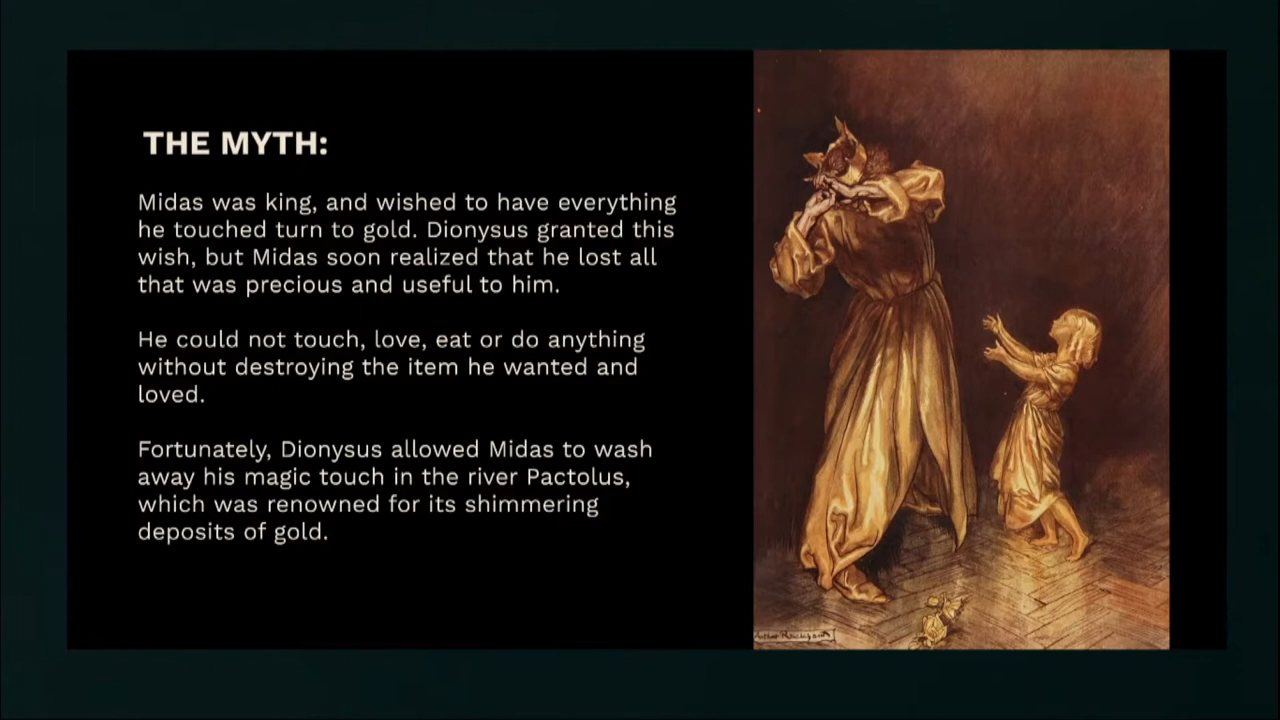 THE MYTH:
Midas was king, and wished to have everything
he touched turn to gold. Dionysus granted this
wish, but Midas soon realized that he lost all
that was precious and useful to him.
He could not touch, love, eat or do anything
without destroying the item he wanted and
loved.
Fortunately, Dionysus allowed Midas to wash
away his magic touch in the river Pactolus,
which was renowned for its shimmering
deposits of gold.
Arthur Rackham